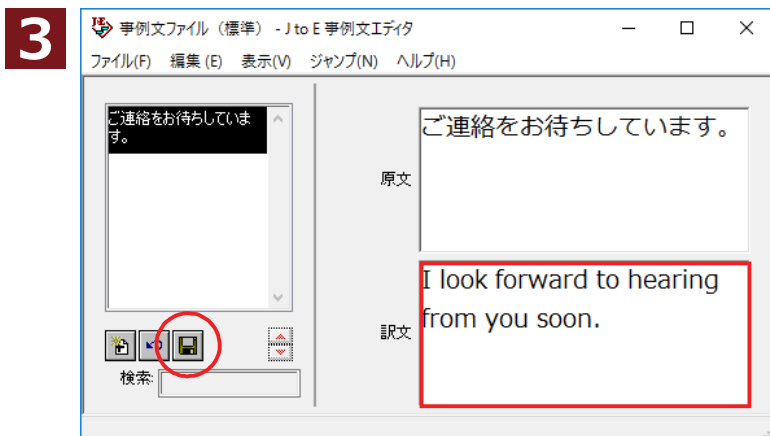 3
事例文ファイル（標準） - J to E 事例文エディタ
ファイル(F) 編集(E) 表示(V) ジャンプ(N) ヘルプ(H)
ご連絡をお待ちしていま
す。
検索:
原文
ご連絡をお待ちしています。
訳文
I look forward to hearing
from you soon.